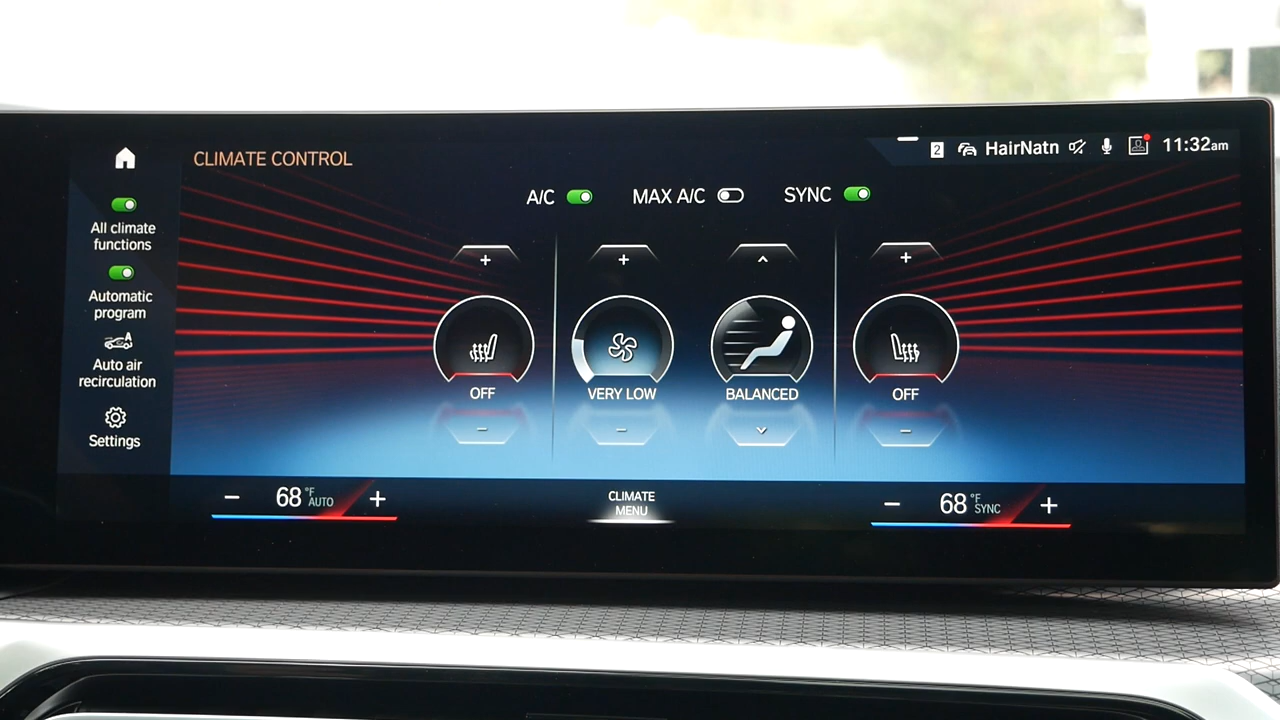 CLIMATE CONTROL
2 HairNatn 11:32am
A/C MAX A/C SYNC
All climate
functions
Automatic
program
Auto air
recirculation
Settings
+ + +
OFF VERY LOW BALANCED OFF
− − −
− 68 °F AUTO +
CLIMATE
MENU
− 68 °F SYNC +